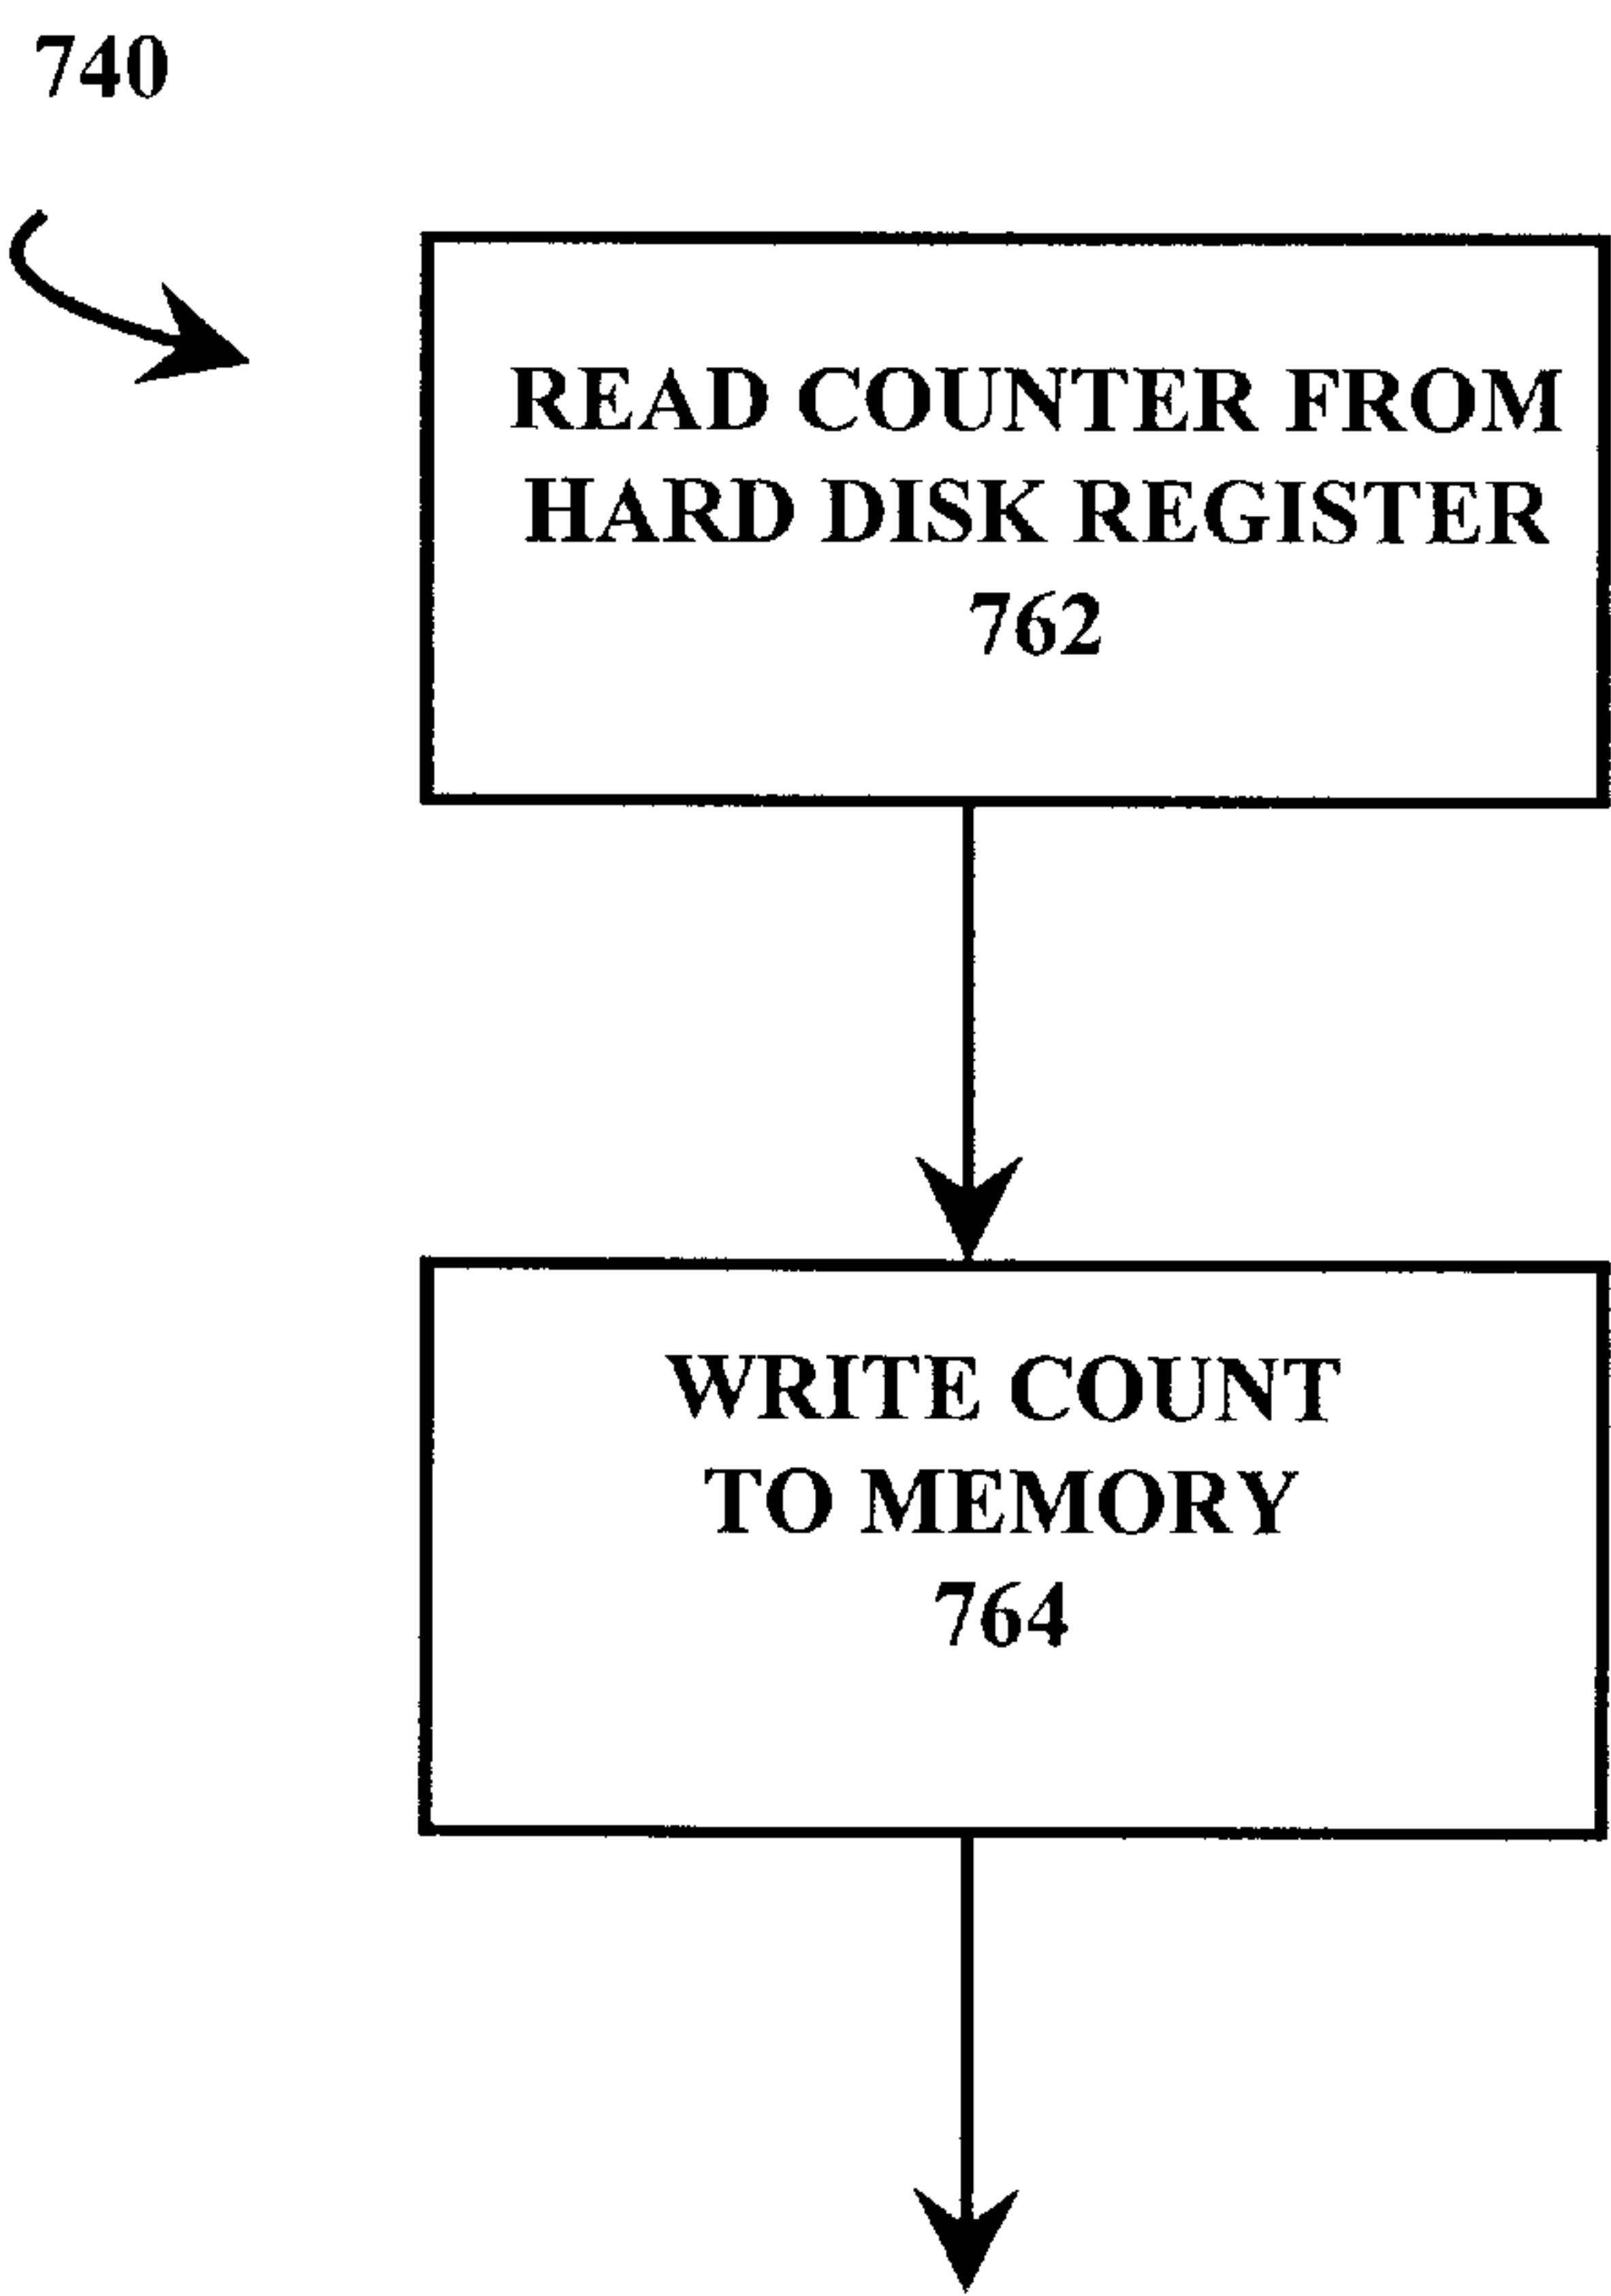 740
READ COUNTER FROM
HARD DISK REGISTER
762
WRITE COUNT
TO MEMORY
764